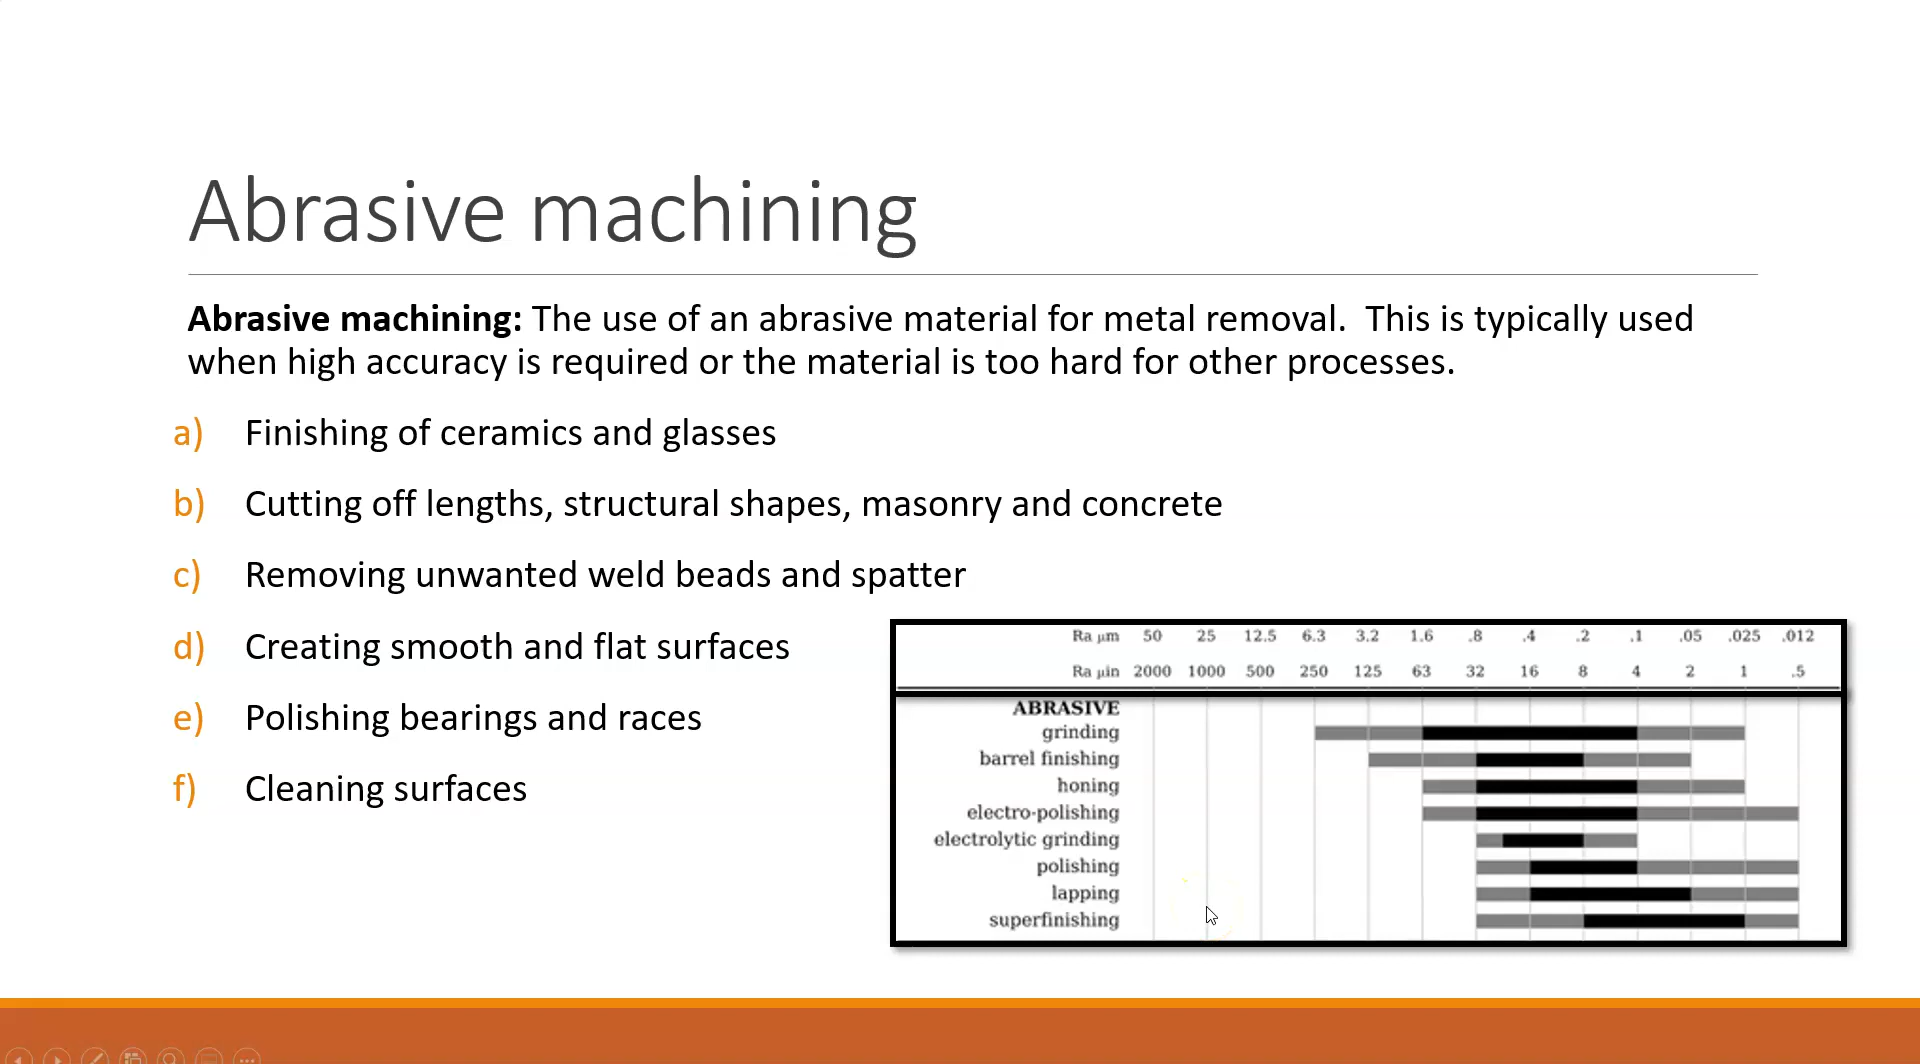 Abrasive machining
Abrasive machining: The use of an abrasive material for metal removal.  This is typically used
when high accuracy is required or the material is too hard for other processes.
a) Finishing of ceramics and glasses
b) Cutting off lengths, structural shapes, masonry and concrete
c) Removing unwanted weld beads and spatter
d) Creating smooth and flat surfaces
e) Polishing bearings and races
f) Cleaning surfaces
Ra µm 50 25 12.5 6.3 3.2 1.6 .8 .4 .2 .1 .05 .025 .012
Ra µin 2000 1000 500 250 125 63 32 16 8 4 2 1 .5
ABRASIVE
grinding
barrel finishing
honing
electro-polishing
electrolytic grinding
polishing
lapping
superfinishing